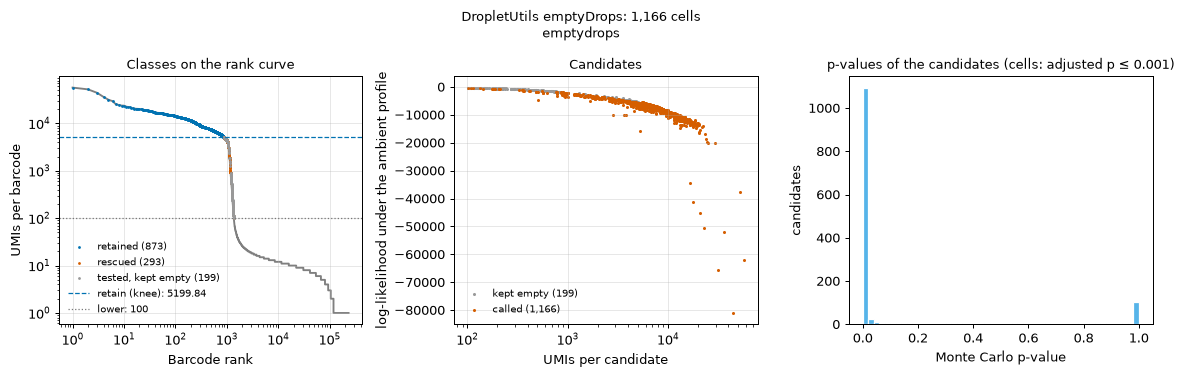 DropletUtils emptyDrops: 1,166 cells
emptydrops
Classes on the rank curve
UMIs per barcode
10⁴
10³
10²
10¹
10⁰
retained (873)
rescued (293)
tested, kept empty (199)
retain (knee): 5199.84
lower: 100
10⁰ 10¹ 10² 10³ 10⁴ 10⁵
Barcode rank
Candidates
log-likelihood under the ambient profile
0
−10000
−20000
−30000
−40000
−50000
−60000
−70000
−80000
kept empty (199)
called (1,166)
10² 10³ 10⁴
UMIs per candidate
p-values of the candidates (cells: adjusted p ≤ 0.001)
candidates
1000
800
600
400
200
0
0.0 0.2 0.4 0.6 0.8 1.0
Monte Carlo p-value